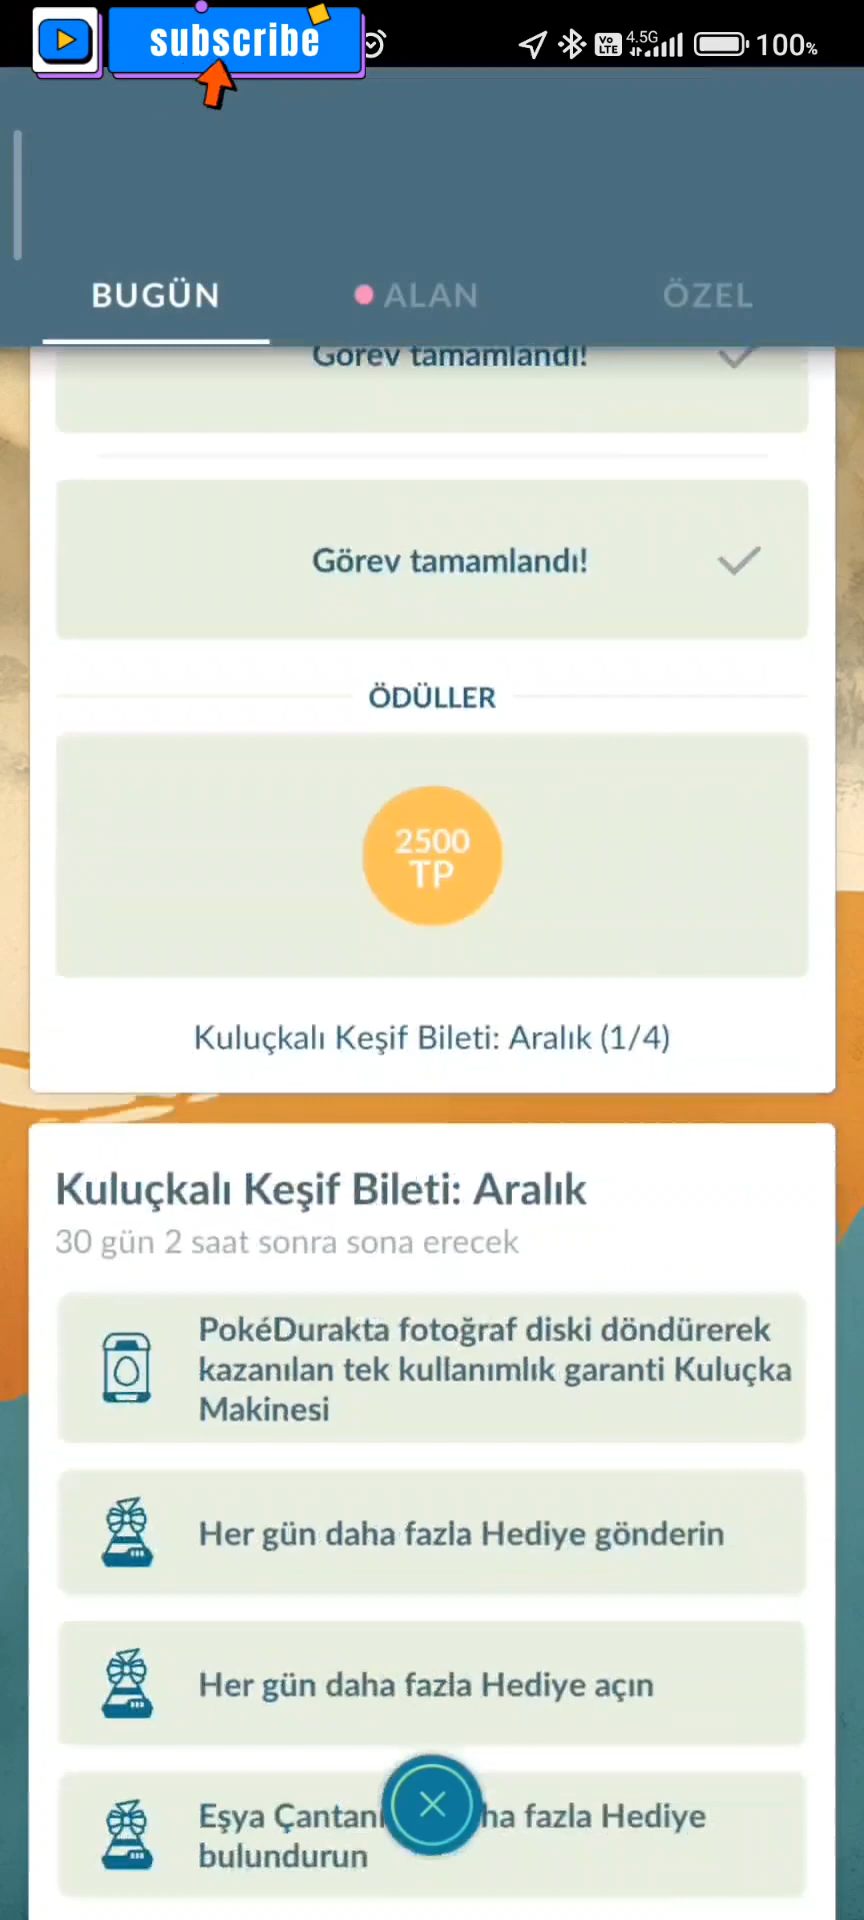 subscribe
Vo LTE 4.5G 100%
BUGÜN ALAN ÖZEL
Görev tamamlandı!
Görev tamamlandı!
ÖDÜLLER
2500
TP
Kuluçkalı Keşif Bileti: Aralık (1/4)
Kuluçkalı Keşif Bileti: Aralık
30 gün 2 saat sonra sona erecek
PokéDurakta fotoğraf diski döndürerek
kazanılan tek kullanımlık garanti Kuluçka
Makinesi
Her gün daha fazla Hediye gönderin
Her gün daha fazla Hediye açın
Eşya fazla Hediye
bulundurun